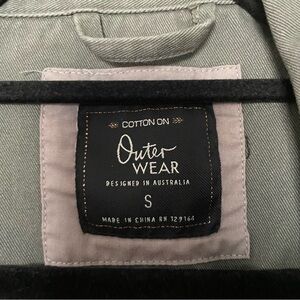 COTTON ON
Outer
WEAR
DESIGNED IN AUSTRALIA
S
MADE IN CHINA RN 129164